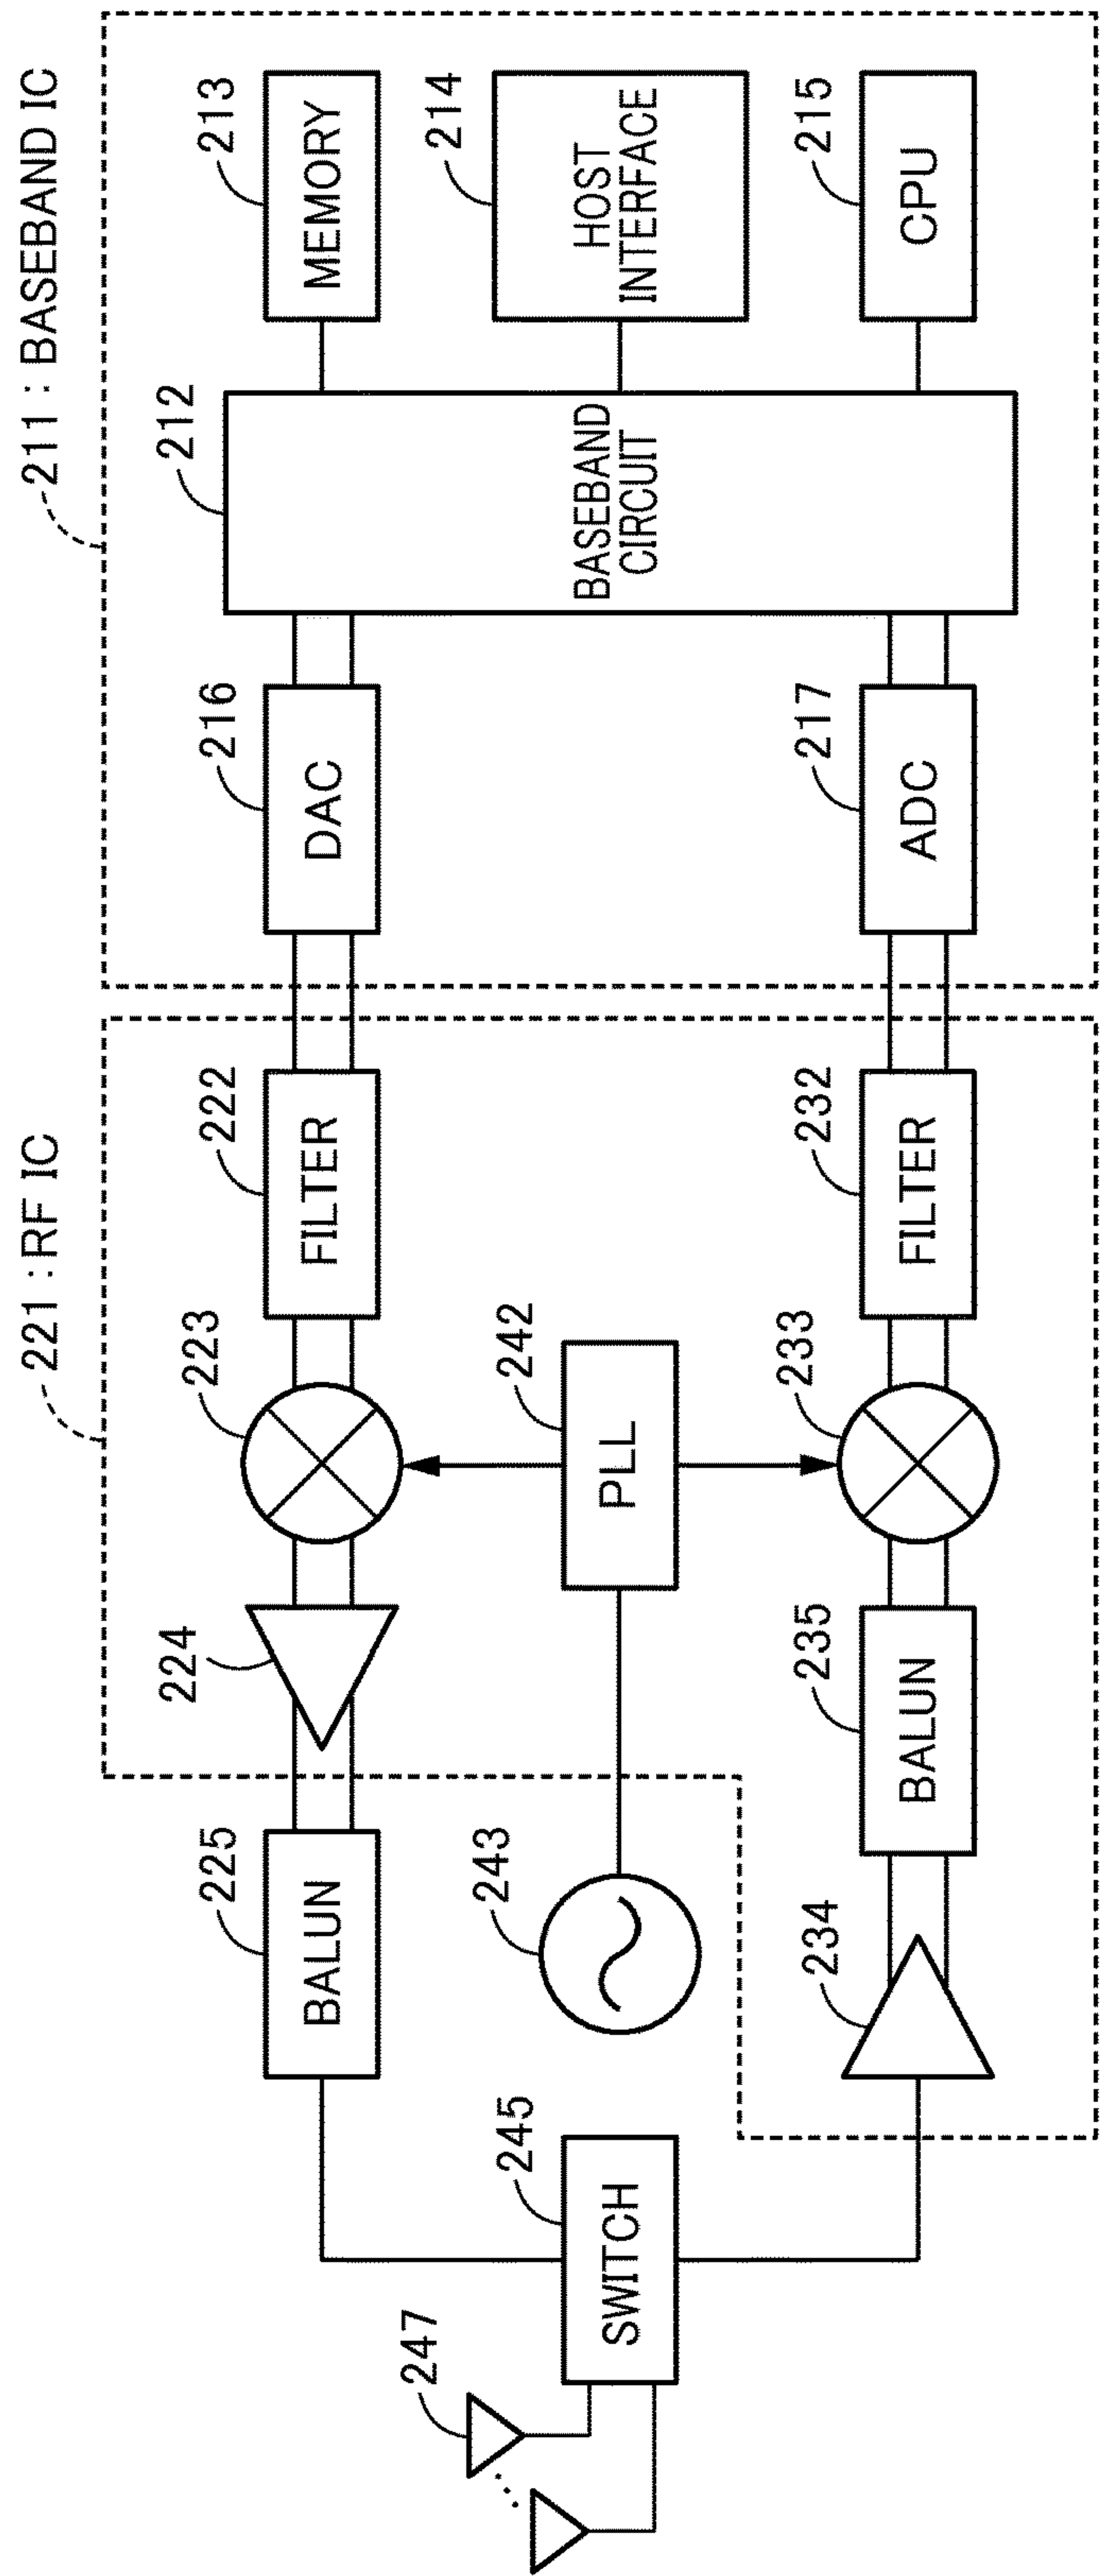 221 :RF IC
211 : BASEBAND IC
224
212
225
223
222
216
213
BALUN
FILTER
DAC
MEMORY
247
214
245
243
242
SWITCH
PLL
BASEBAND
CIRCUIT
HOST
INTERFACE
234
235
233
232
217
215
BALUN
FILTER
ADC
CPU